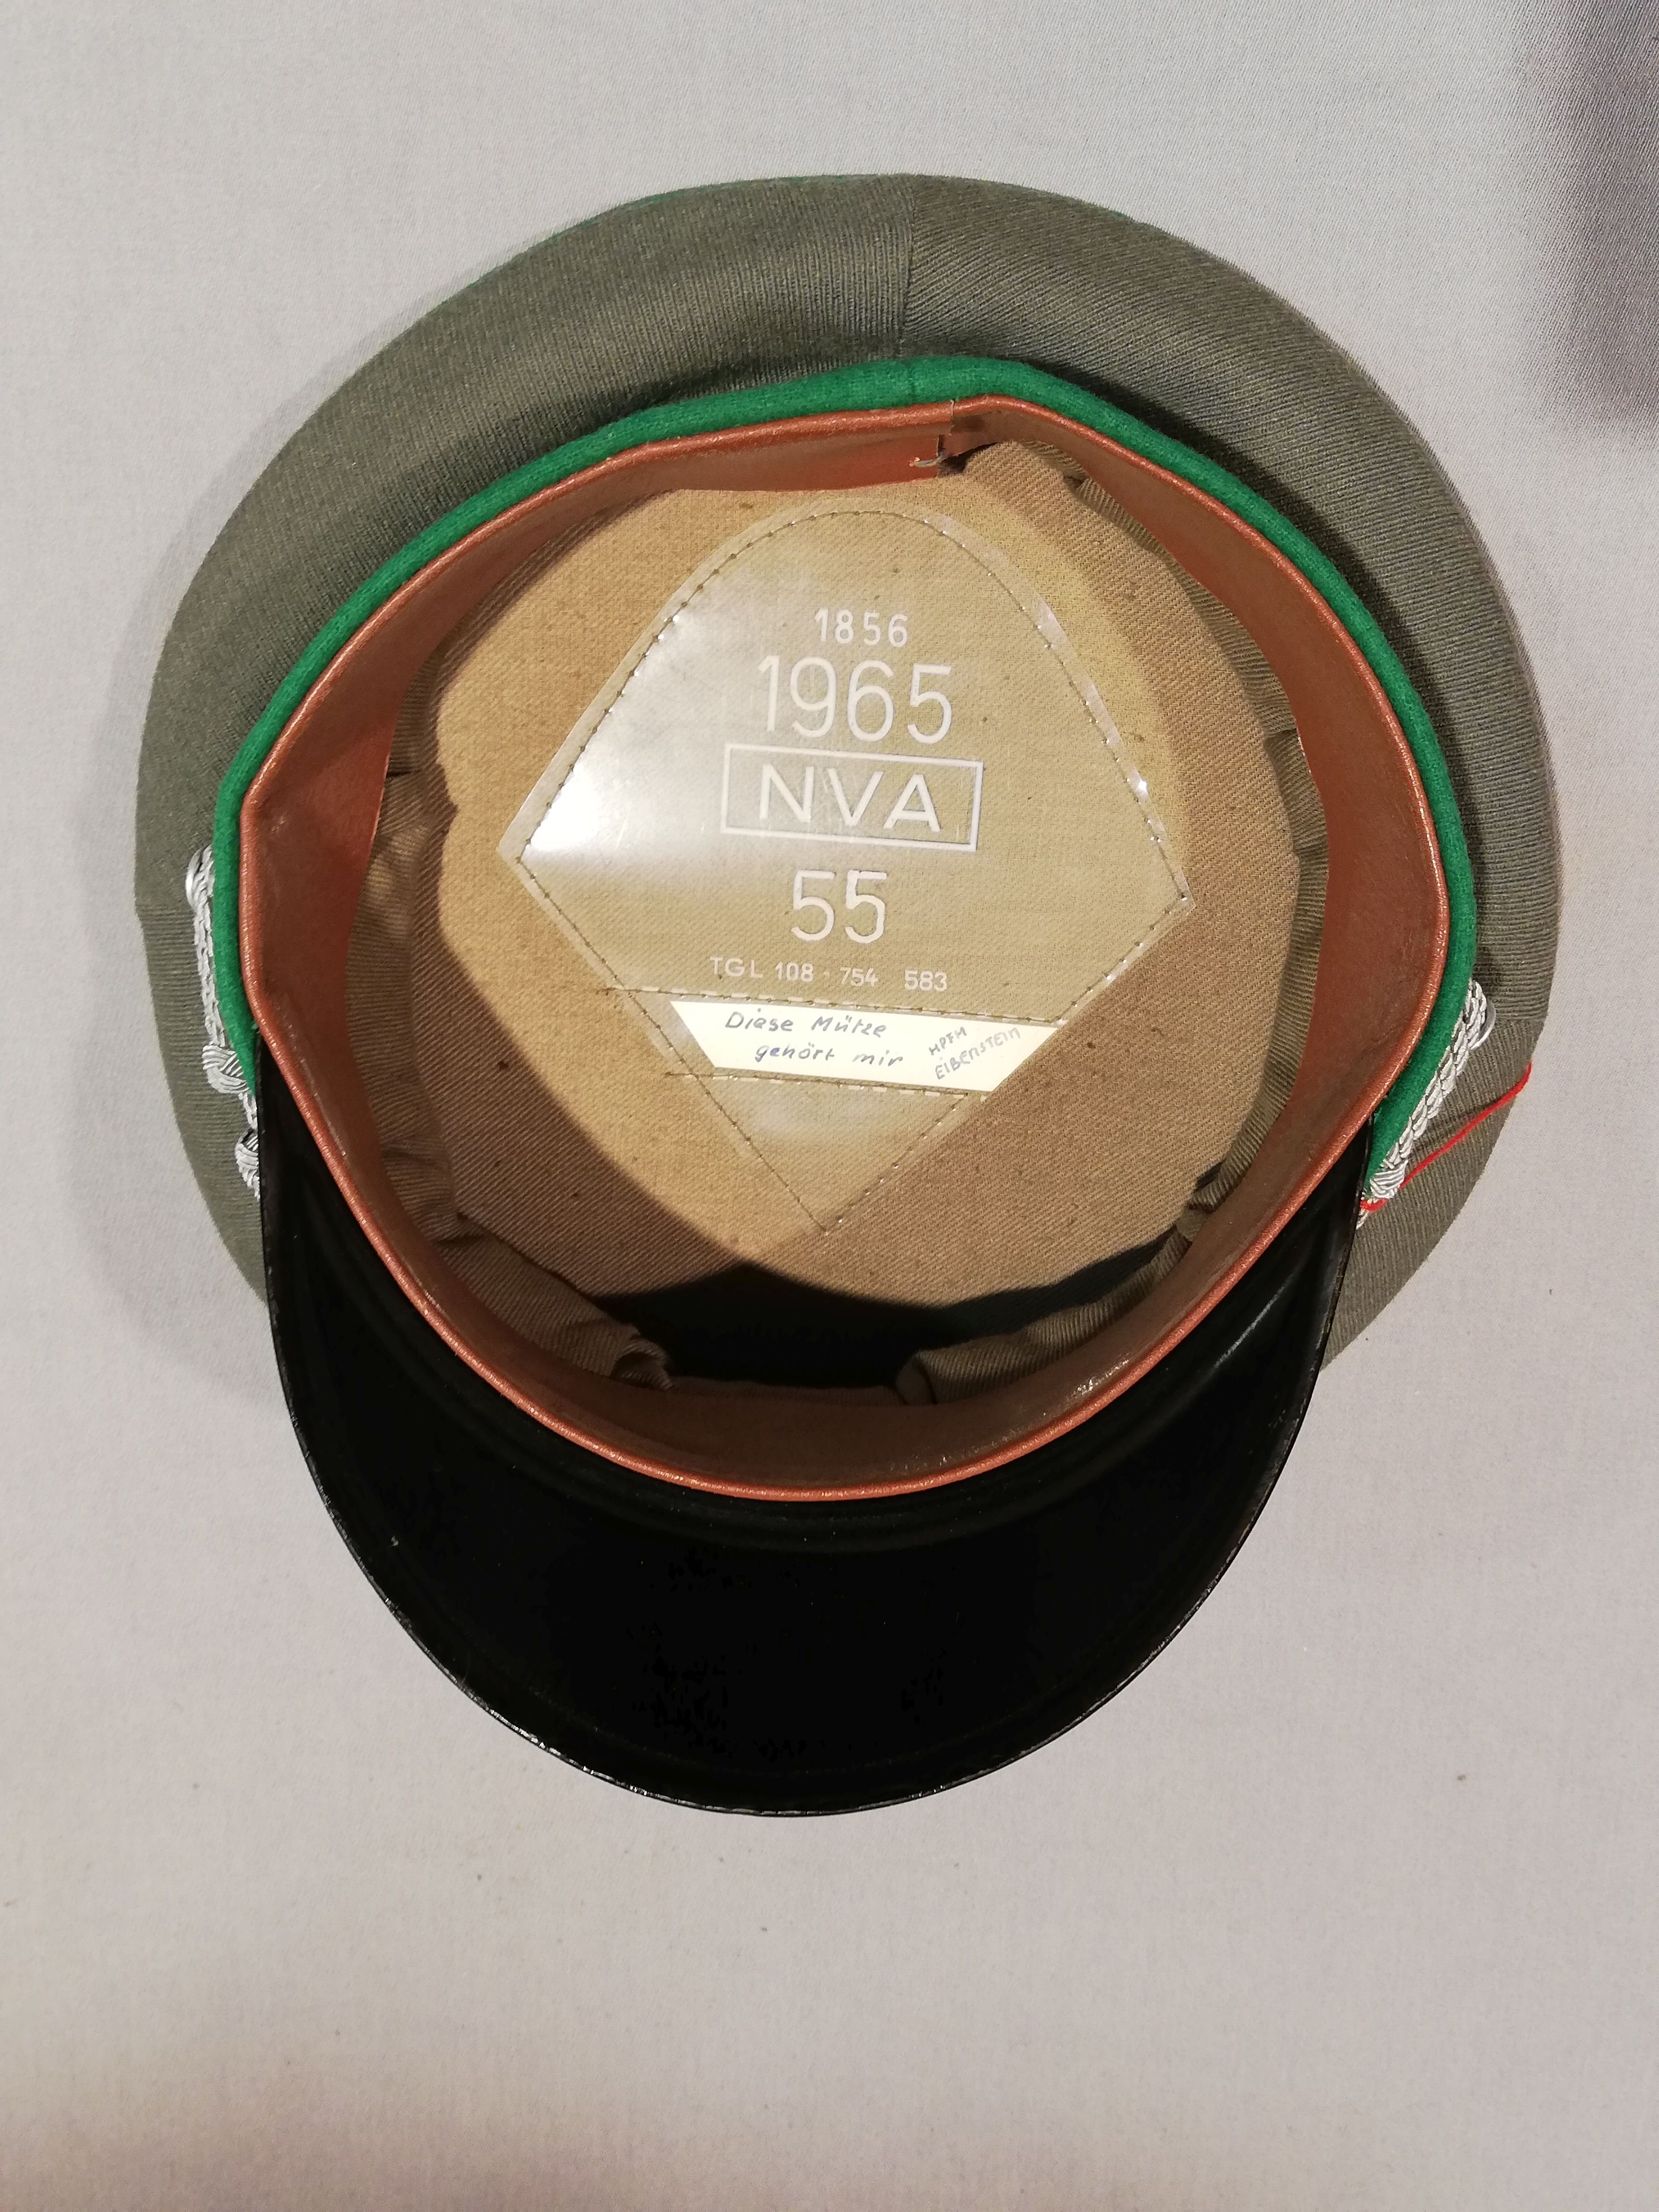 1856
1965
NVA
55
TGL 108 - 754 583
Diese Mütze
gehört mir
HPFM
EIBENSTEIN